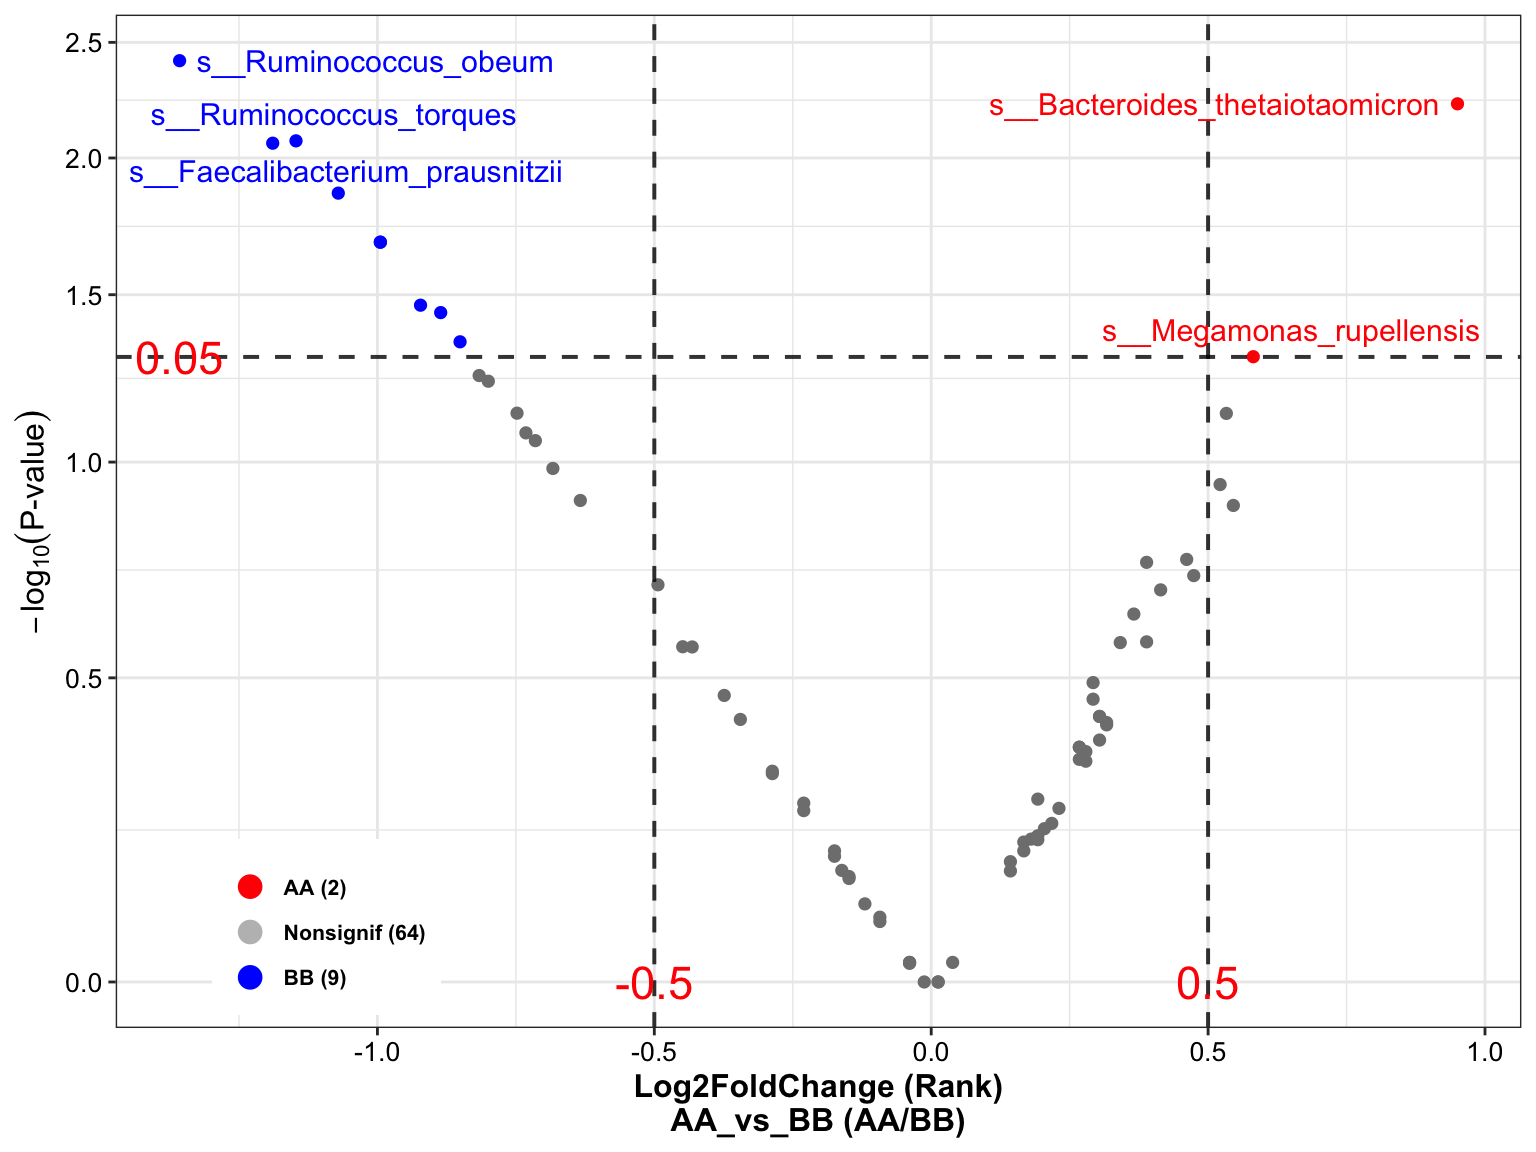 2.5
2.0
1.5
1.0
0.5
0.0
−log10(P-value)
s__Ruminococcus_obeum
s__Ruminococcus_torques
s__Faecalibacterium_prausnitzii
s__Bacteroides_thetaiotaomicron
s__Megamonas_rupellensis
0.05
-0.5
0.5
AA (2)
Nonsignif (64)
BB (9)
-1.0
-0.5
0.0
0.5
1.0
Log2FoldChange (Rank)
AA_vs_BB (AA/BB)